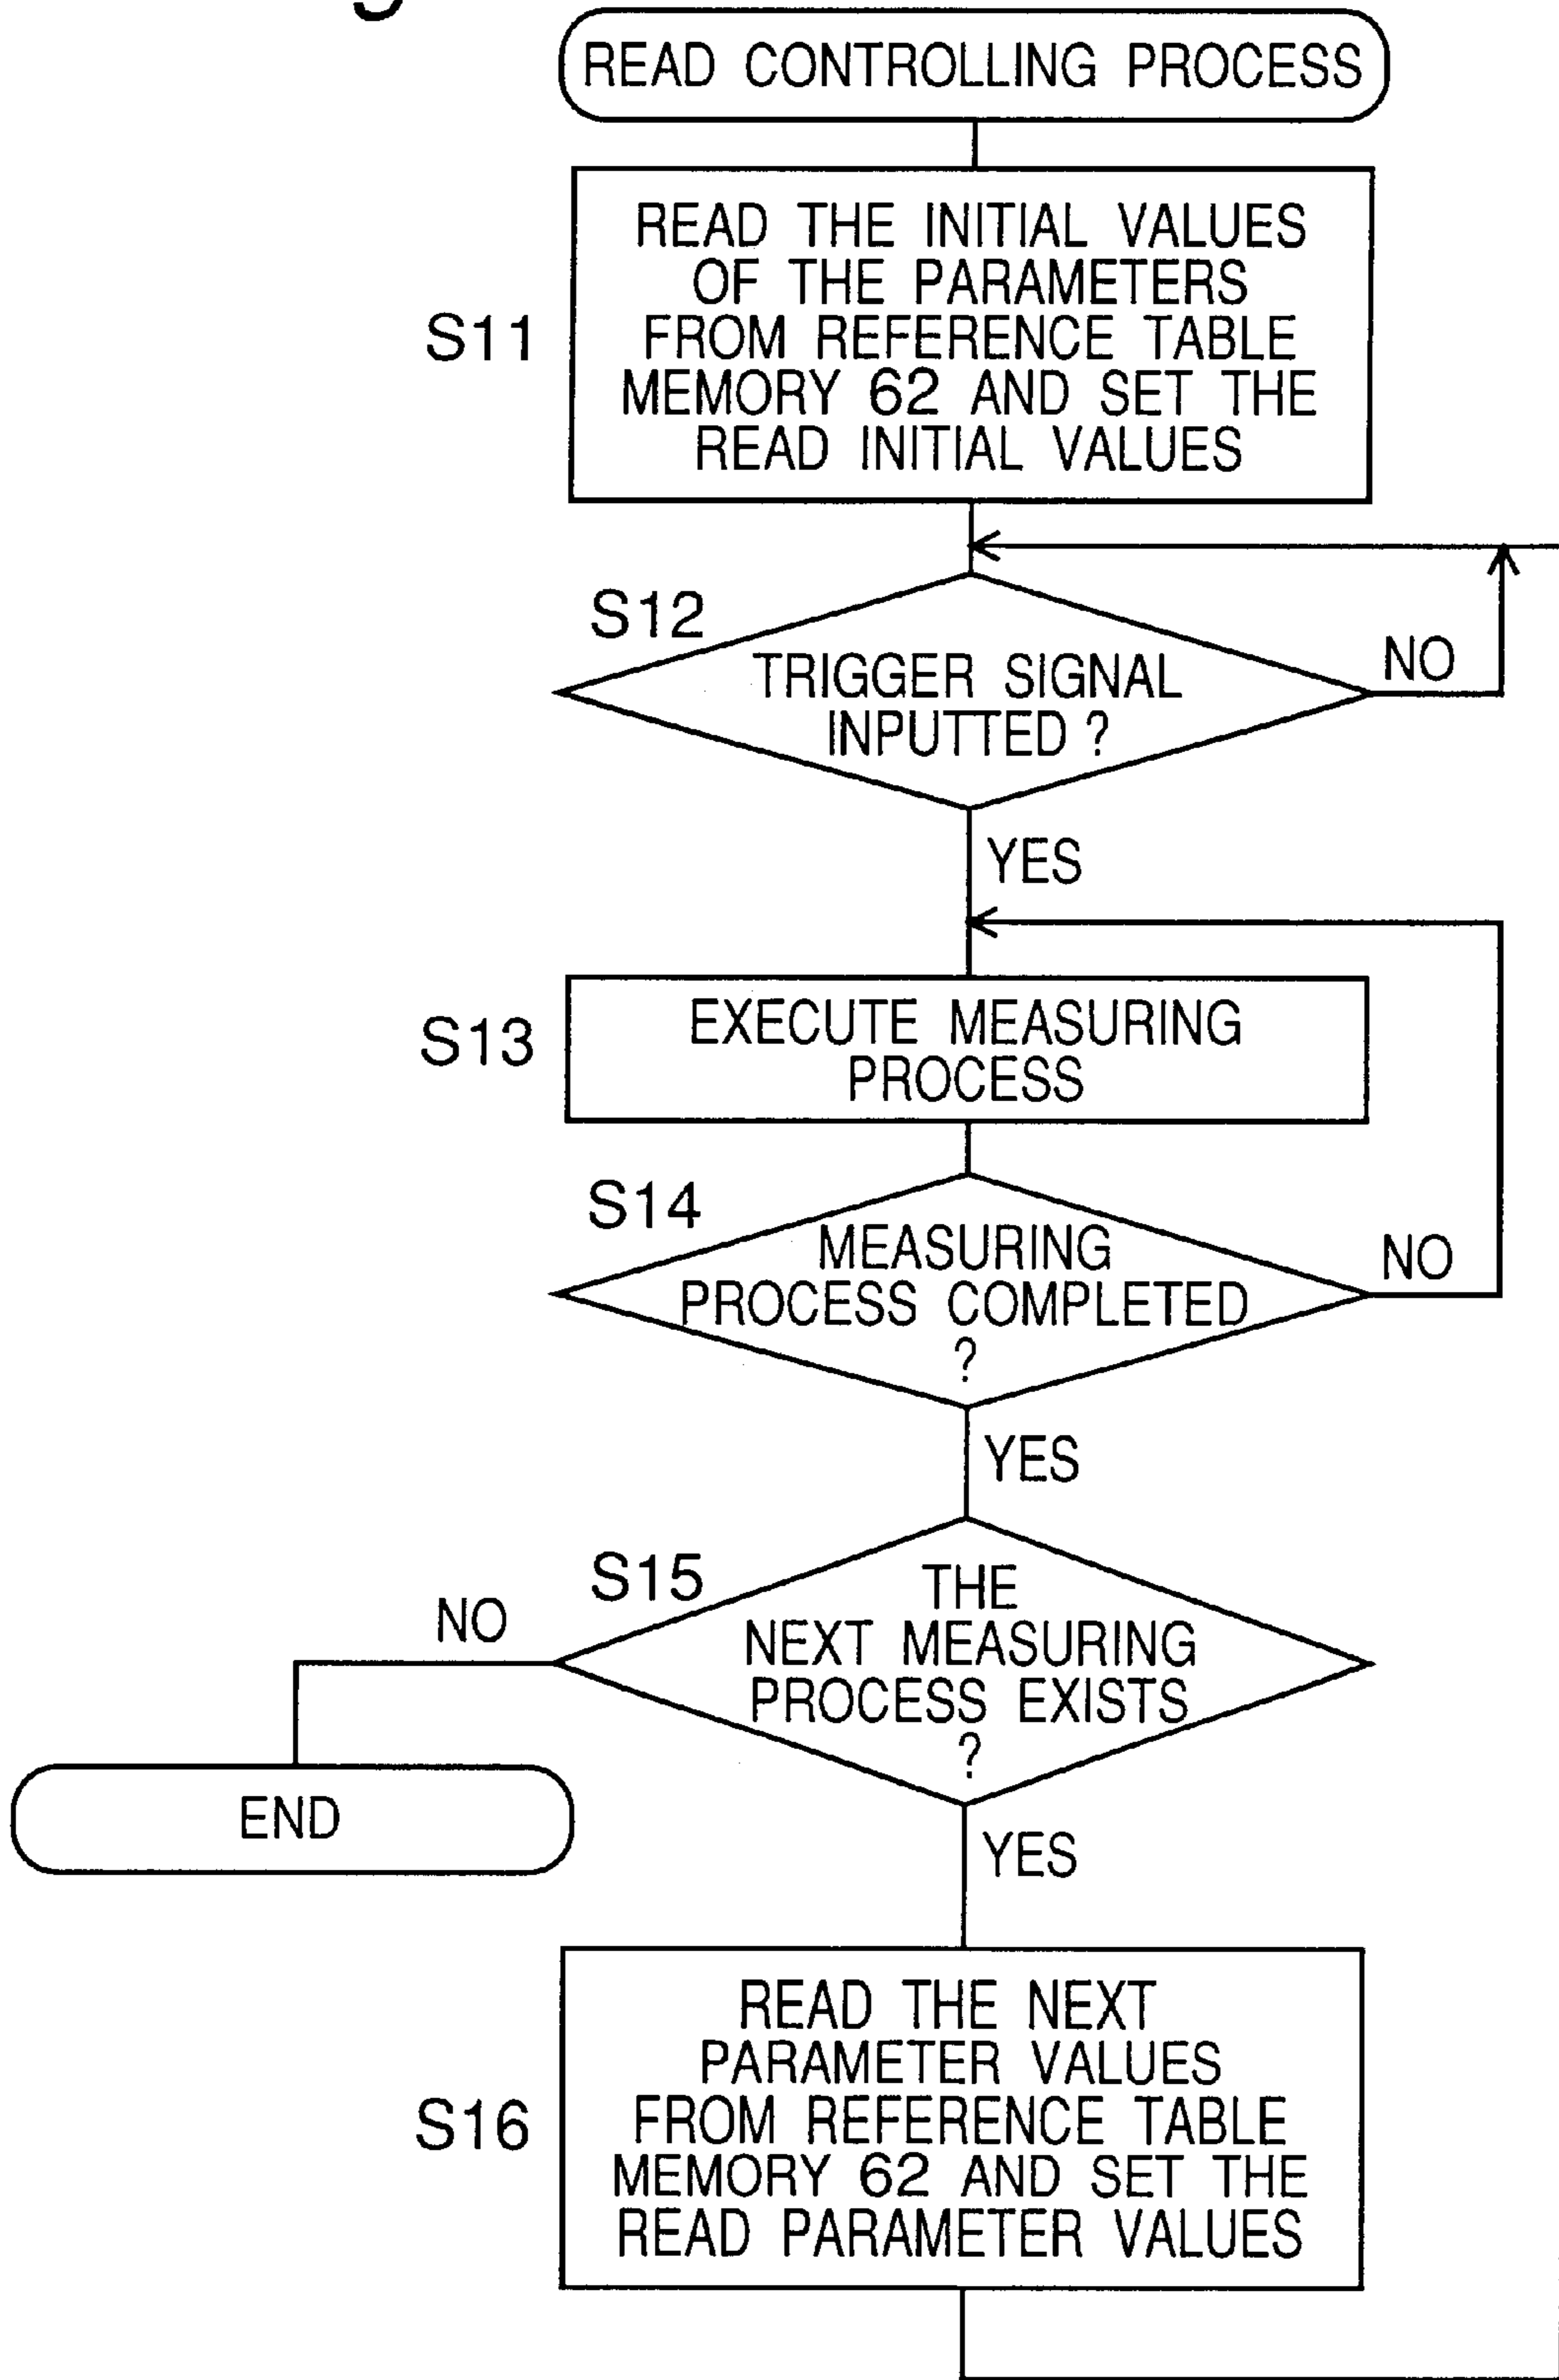 READ CONTROLLING PROCESS
READ THE INITIAL VALUES
OF THE PARAMETERS
FROM REFERENCE TABLE
MEMORY 62 AND SET THE
READ INITIAL VALUES
S11
S12
TRIGGER SIGNAL
INPUTTED ?
NO
YES
S13
EXECUTE MEASURING
PROCESS
S14
MEASURING
PROCESS COMPLETED
?
NO
YES
S15
THE
NEXT MEASURING
PROCESS EXISTS
?
NO
END
YES
S16
READ THE NEXT
PARAMETER VALUES
FROM REFERENCE TABLE
MEMORY 62 AND SET THE
READ PARAMETER VALUES